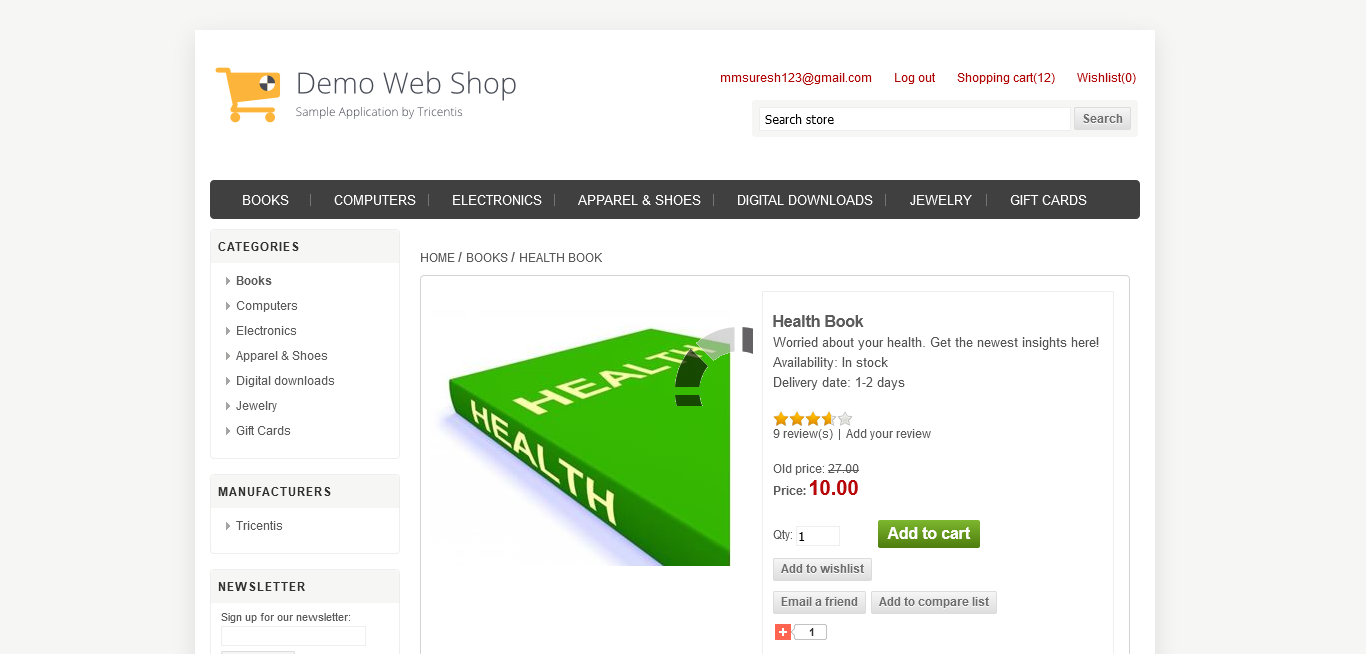 Demo Web Shop
Sample Application by Tricentis
mmsuresh123@gmail.com Log out Shopping cart(12) Wishlist(0)
Search store Search
BOOKS COMPUTERS ELECTRONICS APPAREL & SHOES DIGITAL DOWNLOADS JEWELRY GIFT CARDS
CATEGORIES
Books
Computers
Electronics
Apparel & Shoes
Digital downloads
Jewelry
Gift Cards
MANUFACTURERS
Tricentis
NEWSLETTER
Sign up for our newsletter:
HOME / BOOKS / HEALTH BOOK
HEALTH
HEALTH
Health Book
Worried about your health. Get the newest insights here!
Availability: In stock
Delivery date: 1-2 days
9 review(s) | Add your review
Old price: 27.00
Price: 10.00
Qty: 1 Add to cart
Add to wishlist
Email a friend Add to compare list
1